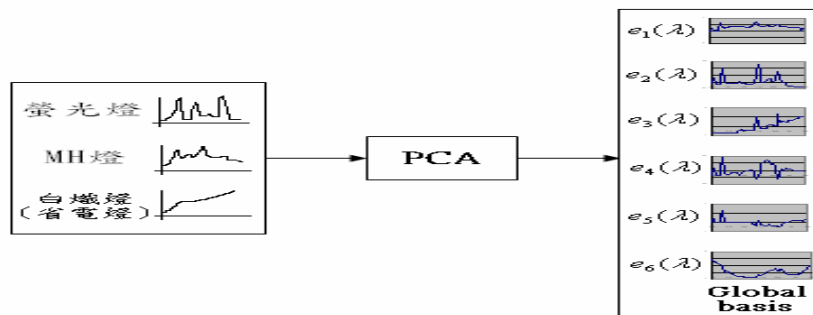 螢光燈
MH燈
白熾燈
(省電燈)
PCA
e₁(λ)
e₂(λ)
e₃(λ)
e₄(λ)
e₅(λ)
e₆(λ)
Global
basis